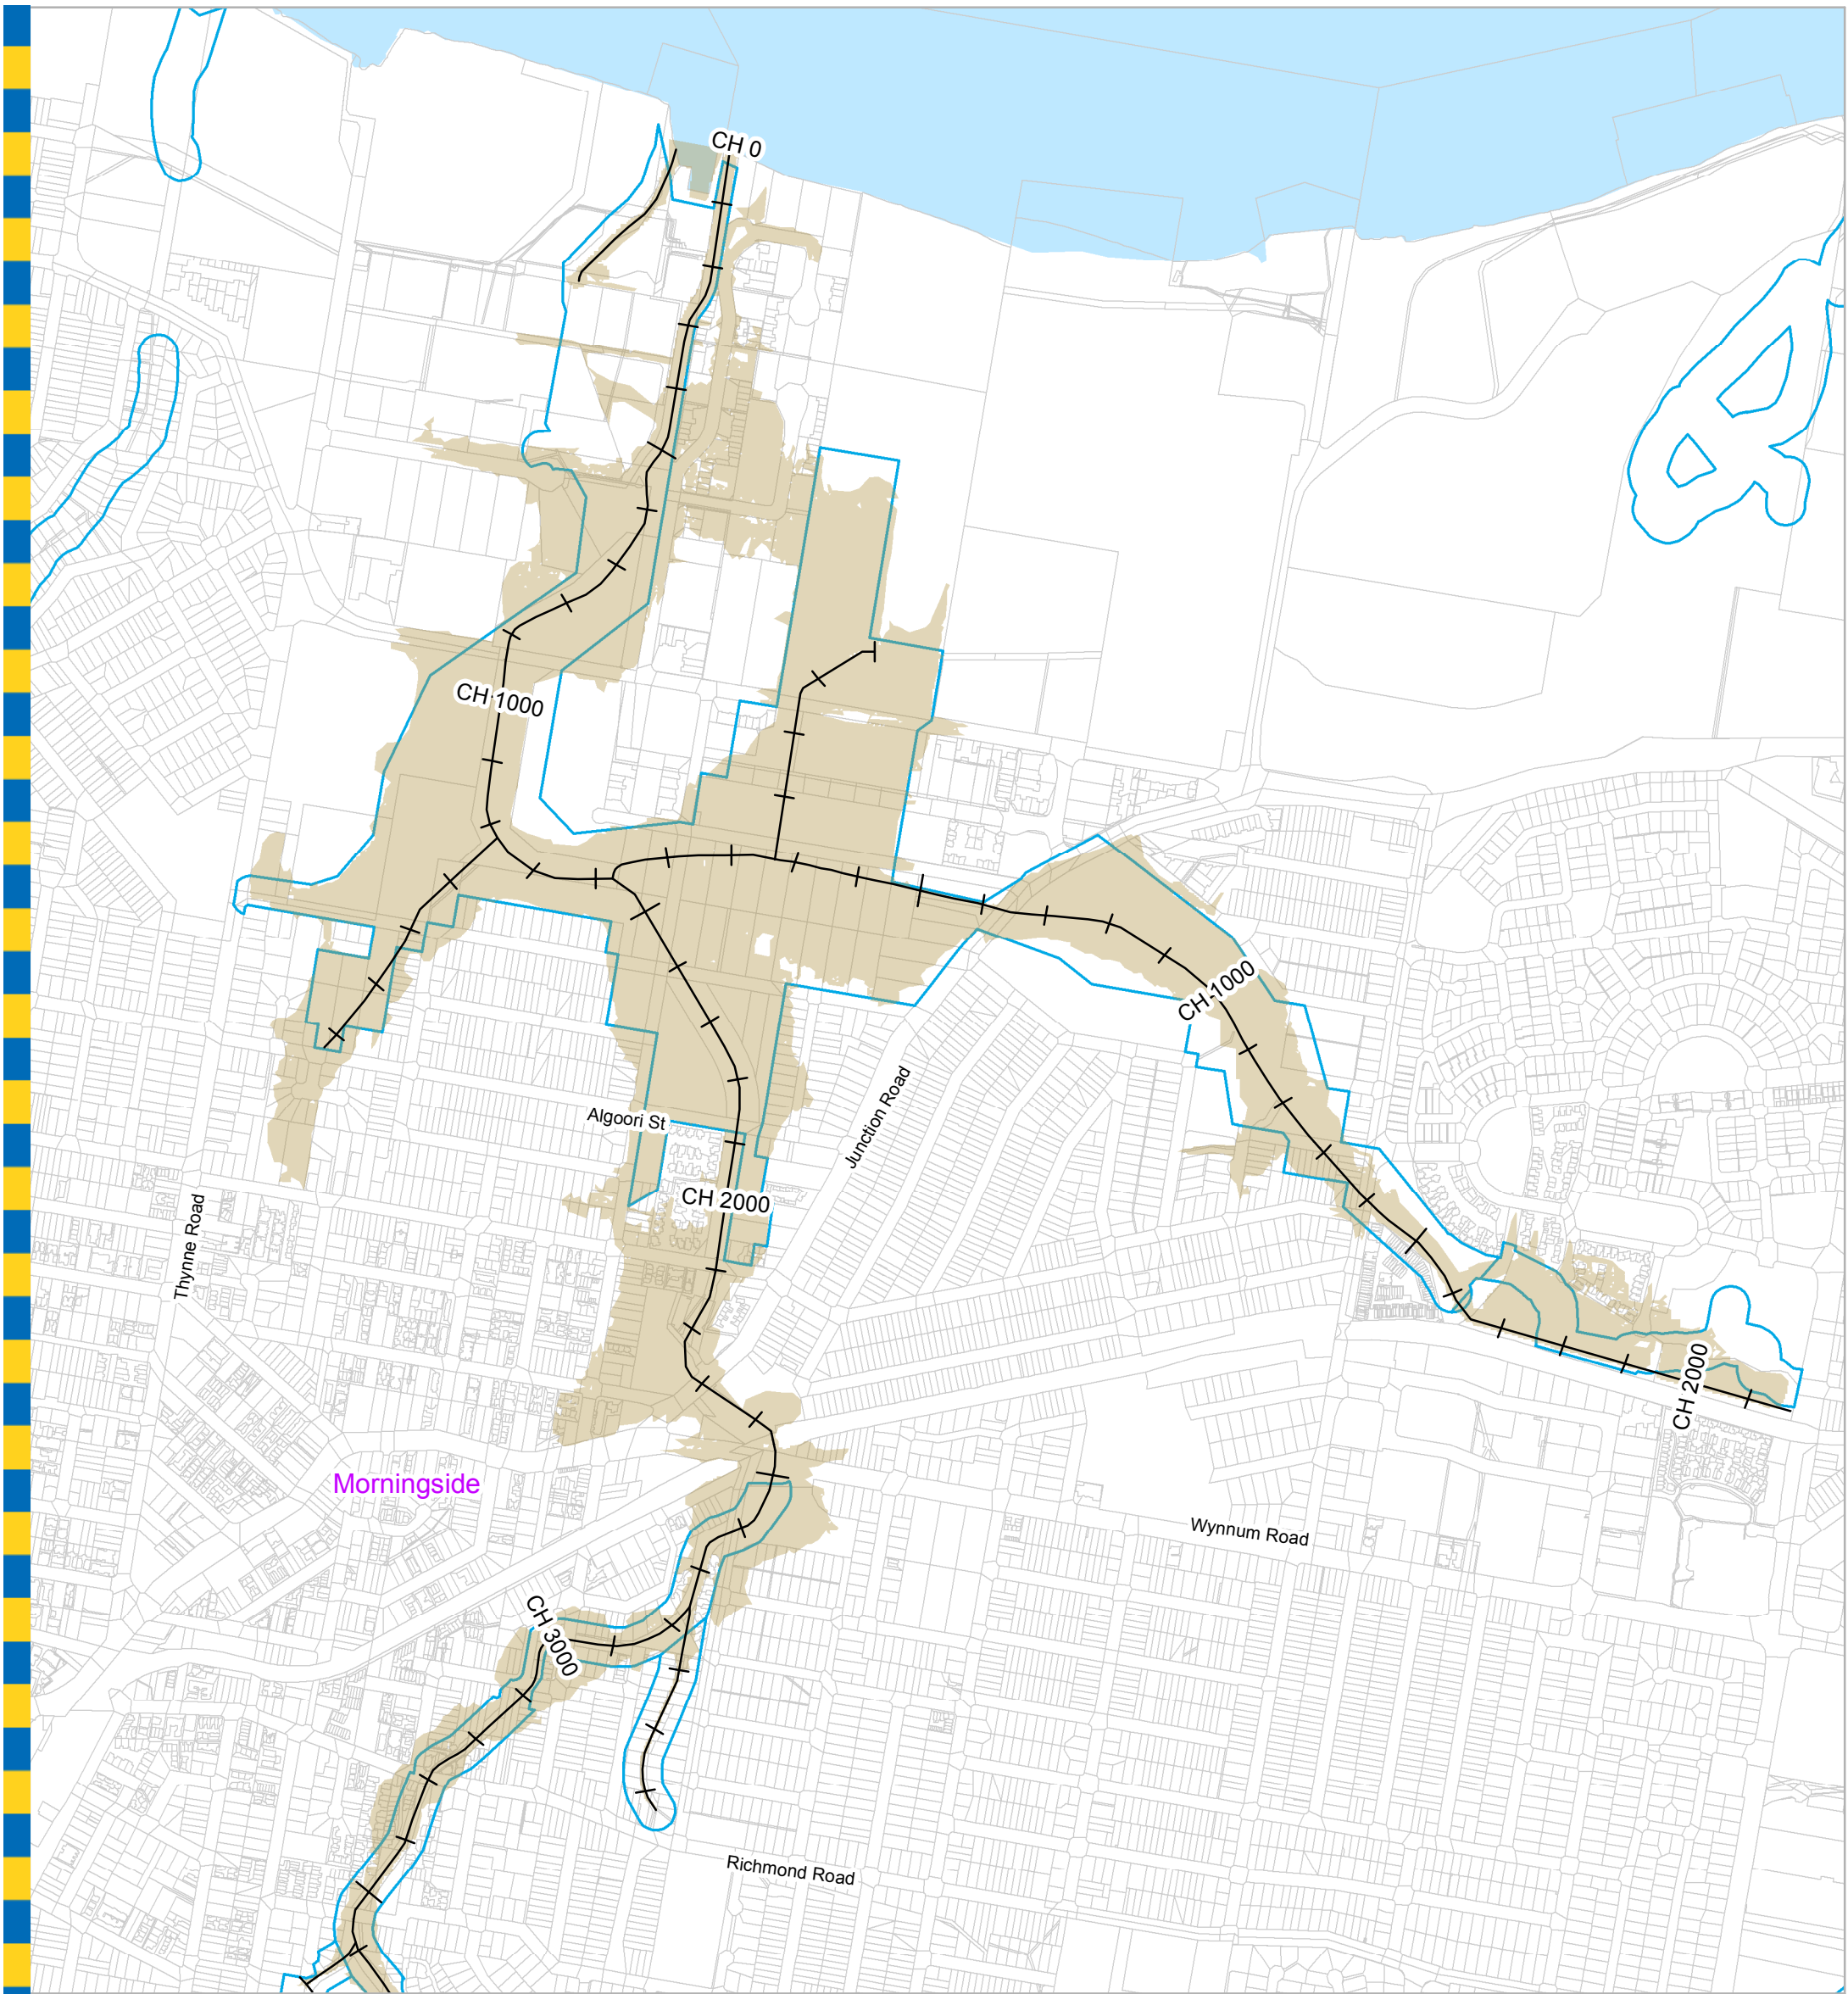 CH 0
CH 1000
CH 1000
Algoori St
Junction Road
CH 2000
Thynne Road
CH 2000
Morningside
Wynnum Road
CH 3000
Richmond Road